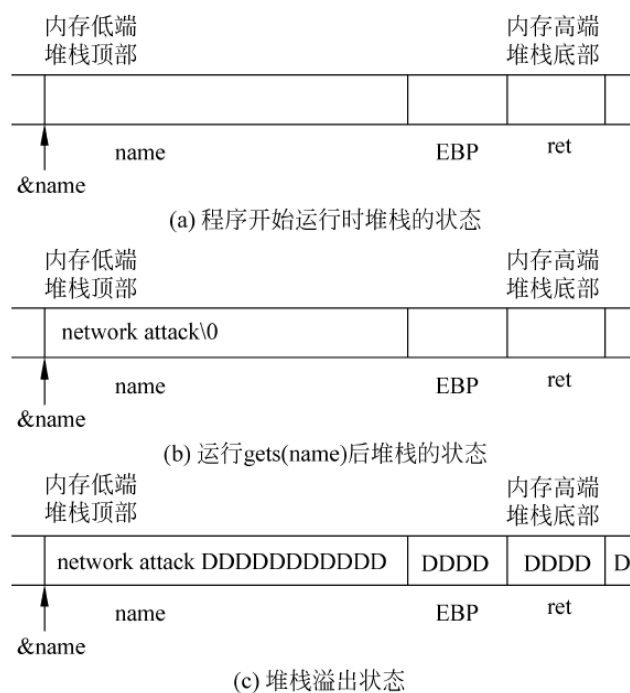 内存低端 内存高端
堆栈顶部 堆栈底部
name EBP ret
&name
(a) 程序开始运行时堆栈的状态
内存低端 内存高端
堆栈顶部 堆栈底部
network attack\0
name EBP ret
&name
(b) 运行gets(name)后堆栈的状态
内存低端 内存高端
堆栈顶部 堆栈底部
network attack DDDDDDDDDDD DDDD DDDD D
name EBP ret
&name
(c) 堆栈溢出状态